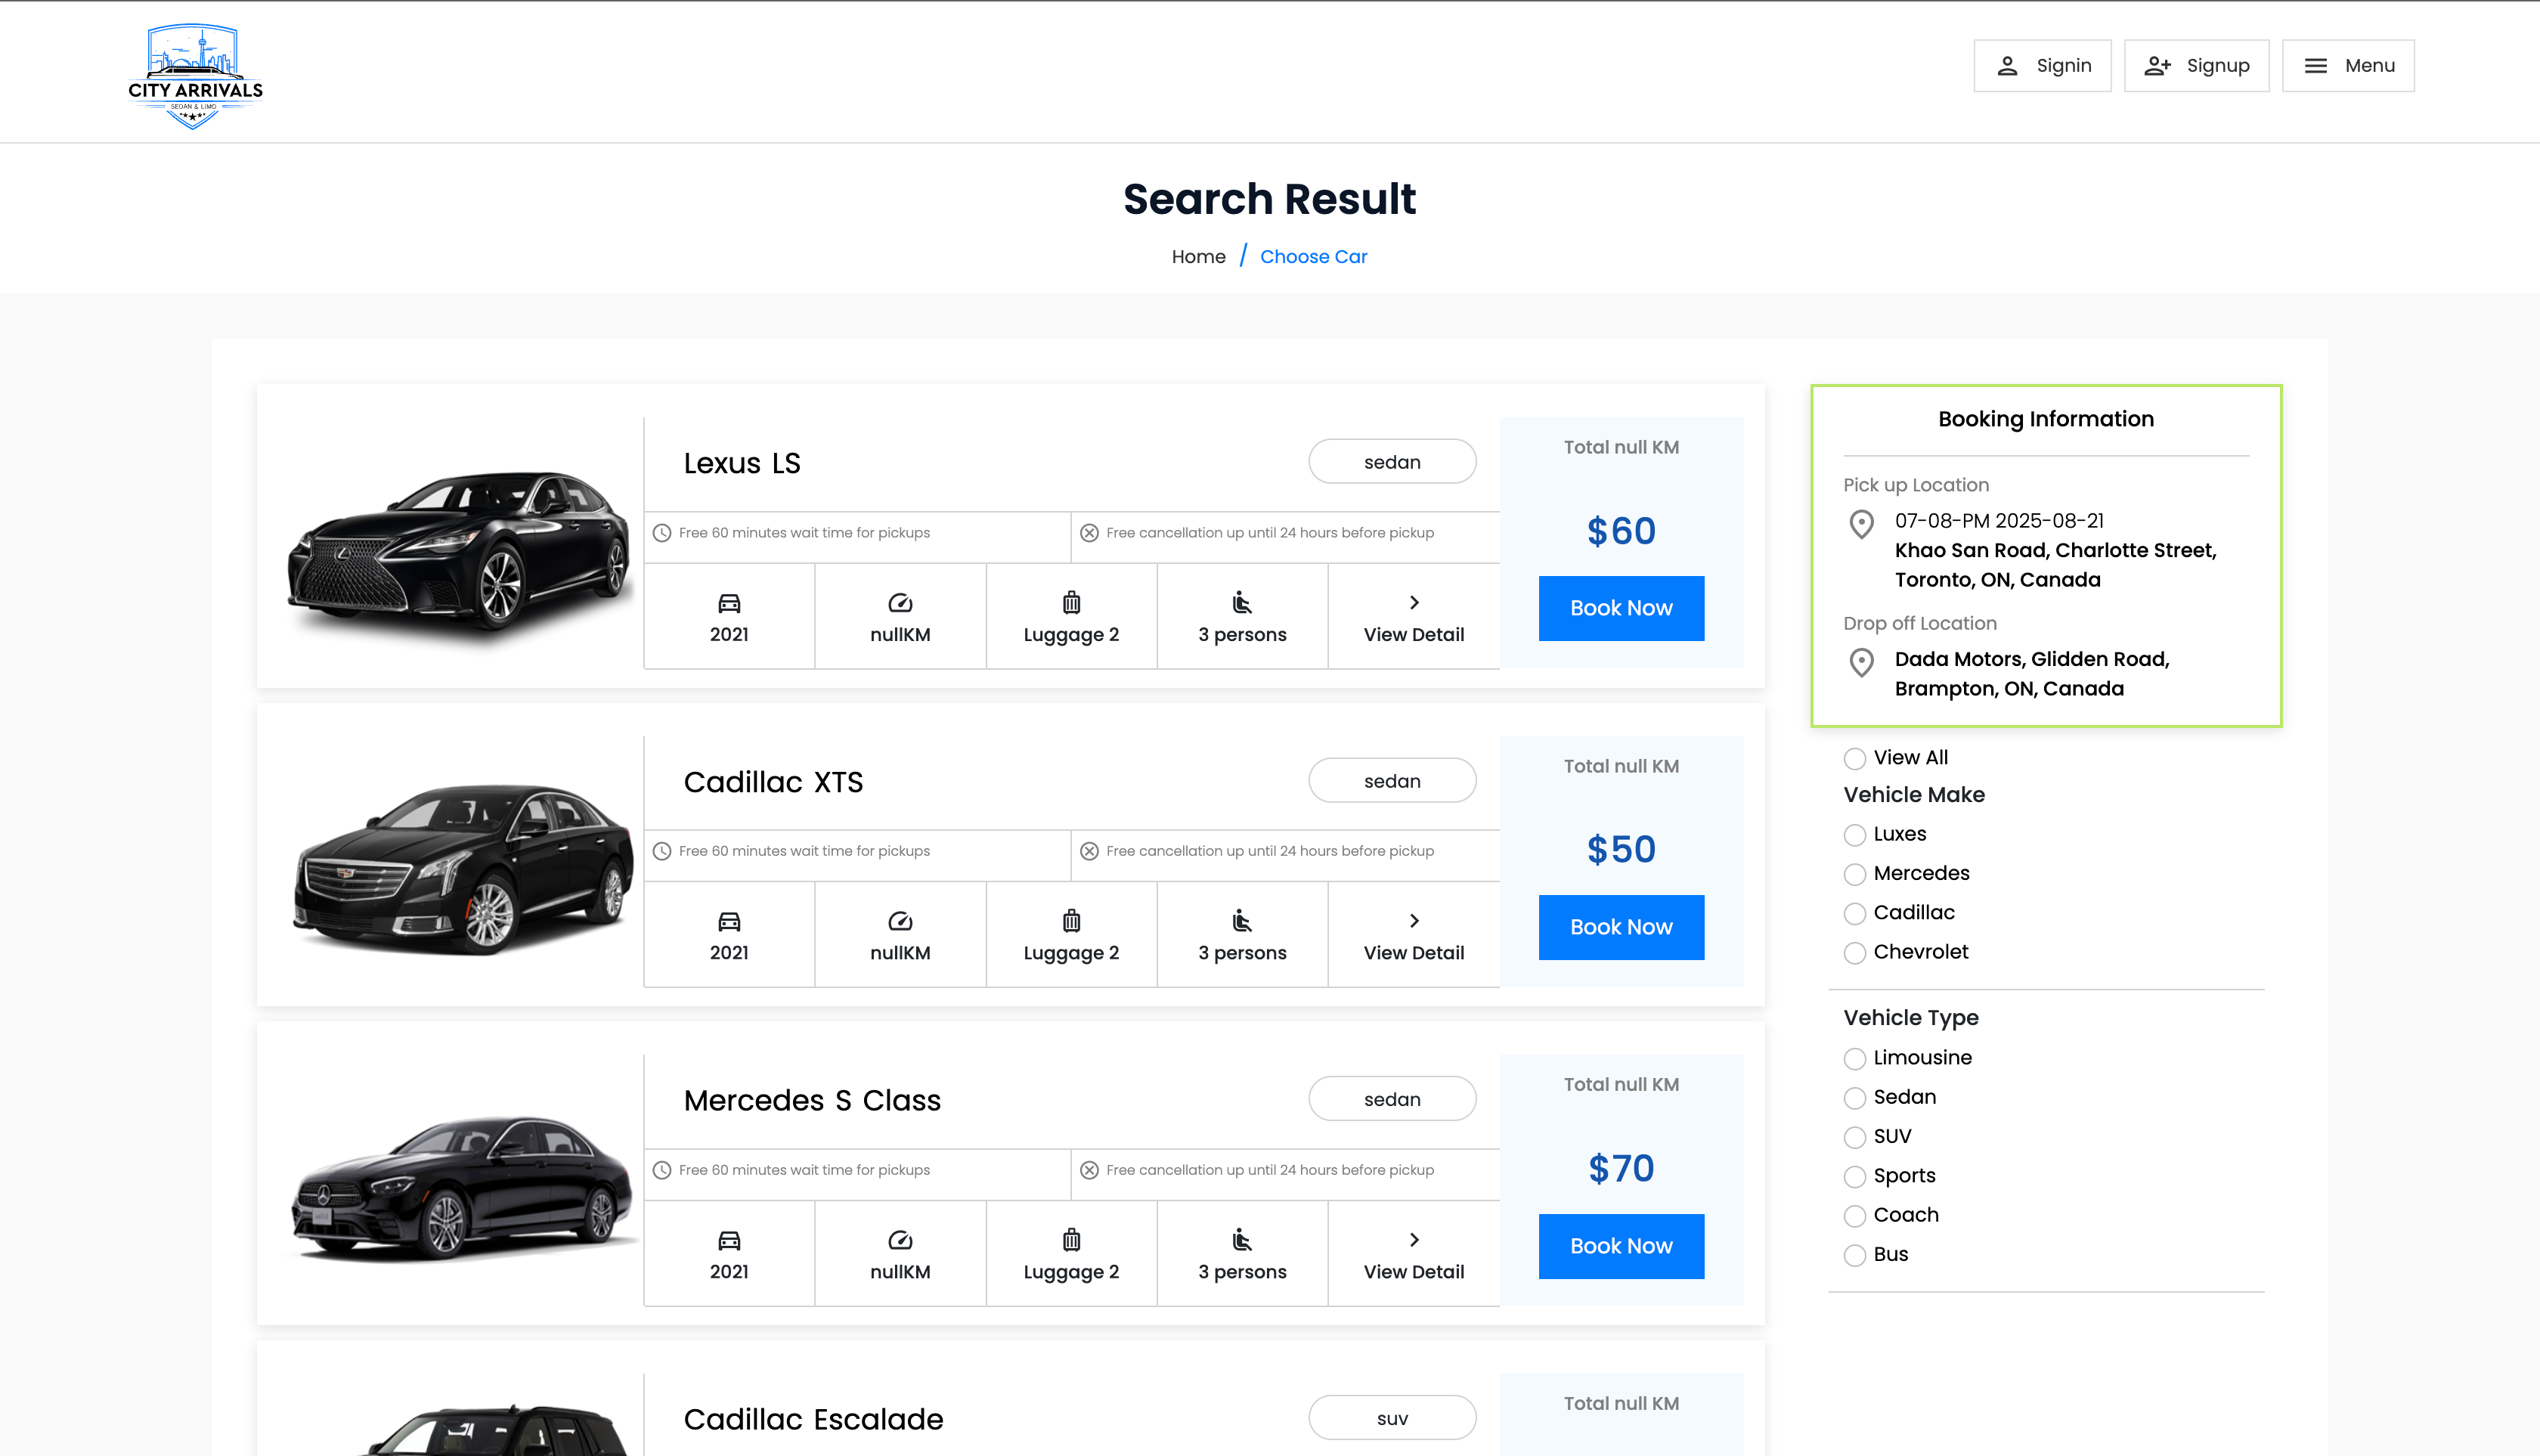 CITY ARRIVALS
SEDAN & LIMO
Signin
Signup
Menu
Search Result
Home / Choose Car
Lexus LS
sedan
Free 60 minutes wait time for pickups
Free cancellation up until 24 hours before pickup
2021
nullKM
Luggage 2
3 persons
View Detail
Total null KM
$60
Book Now
Cadillac XTS
sedan
Free 60 minutes wait time for pickups
Free cancellation up until 24 hours before pickup
2021
nullKM
Luggage 2
3 persons
View Detail
Total null KM
$50
Book Now
Mercedes S Class
sedan
Free 60 minutes wait time for pickups
Free cancellation up until 24 hours before pickup
2021
nullKM
Luggage 2
3 persons
View Detail
Total null KM
$70
Book Now
Cadillac Escalade
suv
Total null KM
Booking Information
Pick up Location
07-08-PM 2025-08-21
Khao San Road, Charlotte Street,
Toronto, ON, Canada
Drop off Location
Dada Motors, Glidden Road,
Brampton, ON, Canada
View All
Vehicle Make
Luxes
Mercedes
Cadillac
Chevrolet
Vehicle Type
Limousine
Sedan
SUV
Sports
Coach
Bus